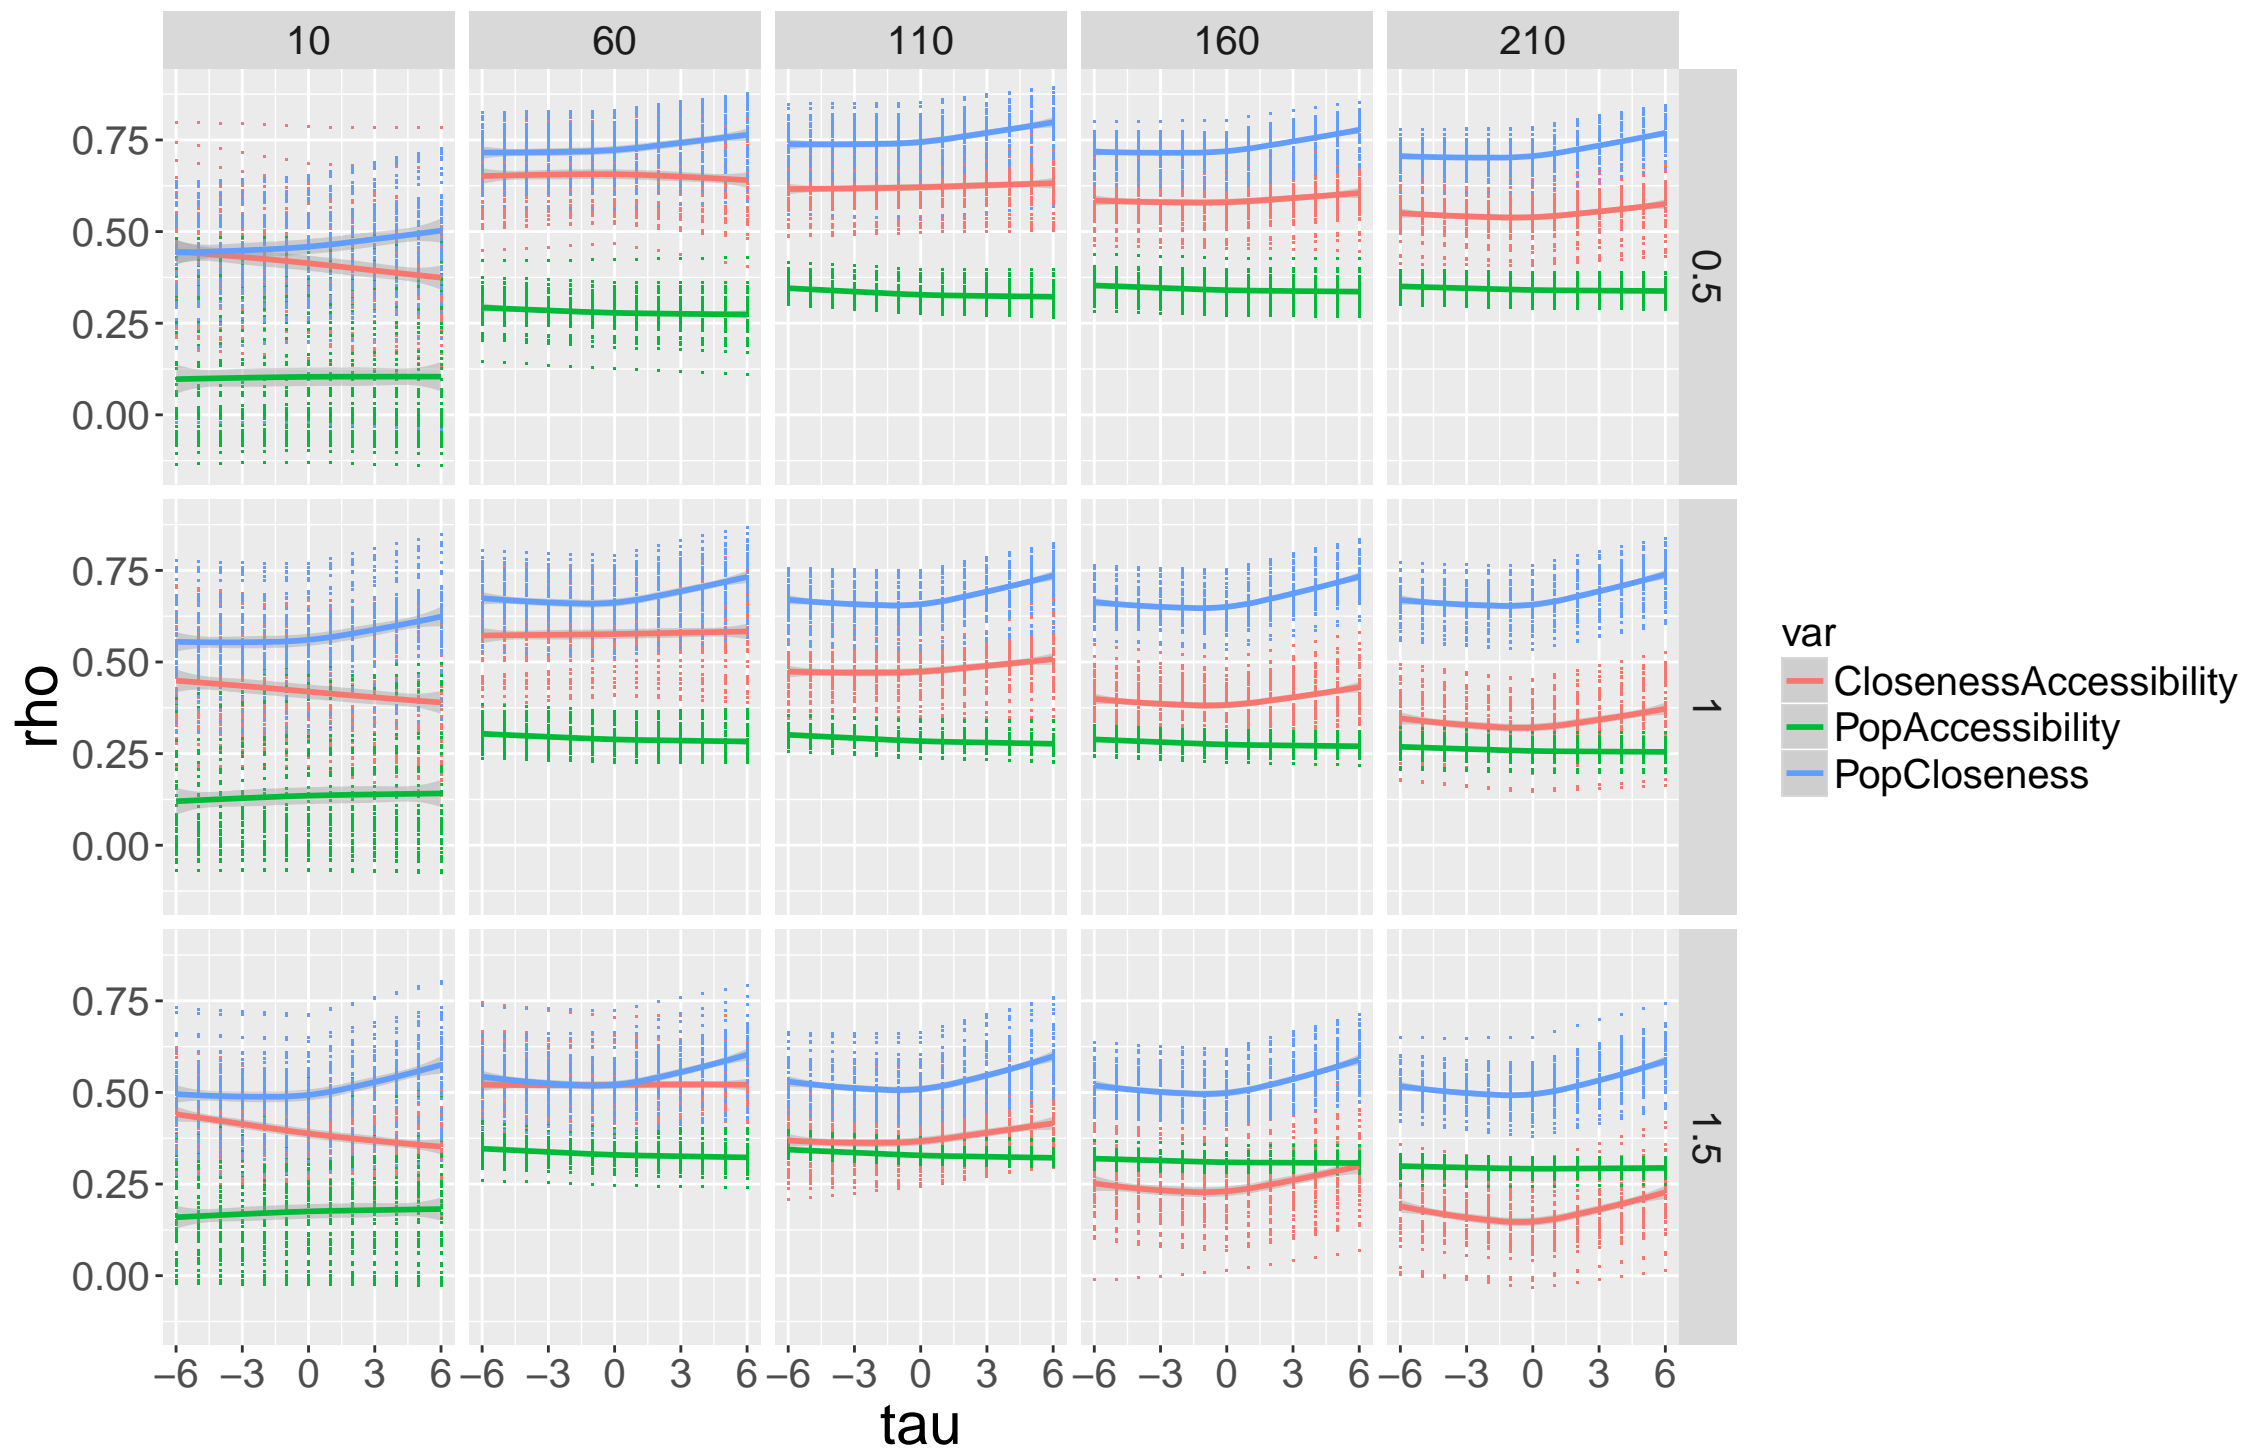 10 60 110 160 210
0.75
0.50
0.25
0.00
0.5
0.75
0.50
0.25
0.00
1
0.75
0.50
0.25
0.00
1.5
−6 −3 0 3 6 −6 −3 0 3 6 −6 −3 0 3 6 −6 −3 0 3 6 −6 −3 0 3 6
tau
rho
var
ClosenessAccessibility
PopAccessibility
PopCloseness